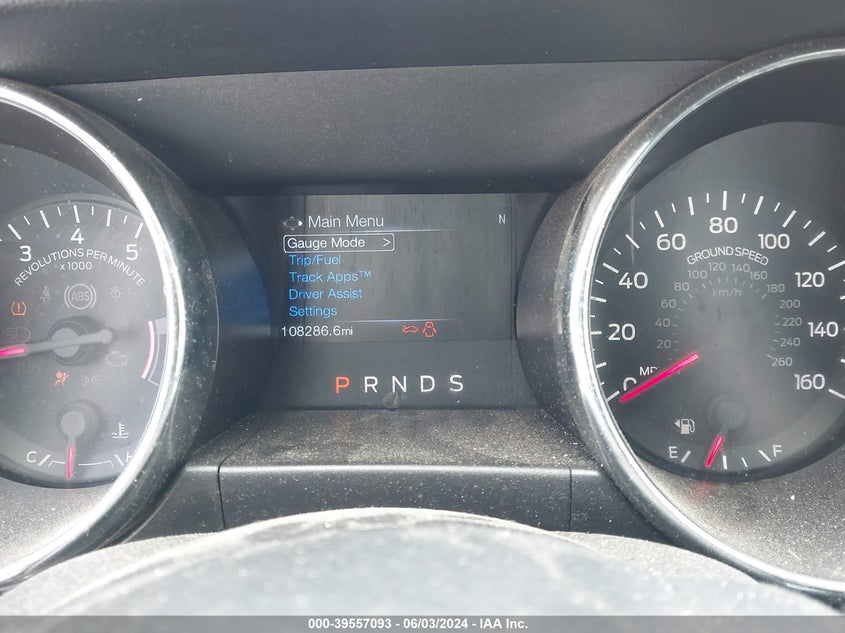 Main Menu
N
Gauge Mode >
Trip/Fuel
Track Apps™
Driver Assist
Settings
108286.6mi
P R N D S
3
4
5
REVOLUTIONS PER MINUTE
x 1000
ABS
C
H
0
20
40
60
80
100
120
140
160
GROUND SPEED
km/h
20
40
60
80
100
120
140
160
180
200
220
240
260
E
F
000-39557093 - 06/03/2024 - IAA Inc.